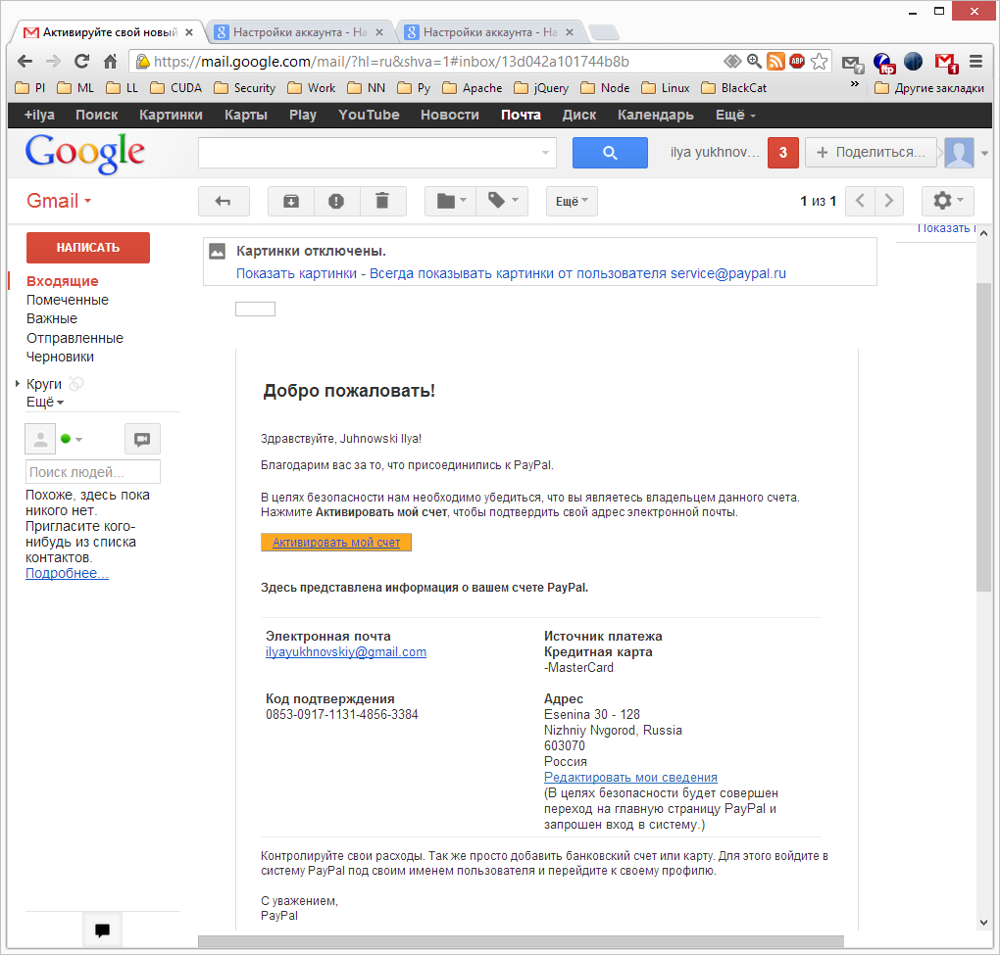 Активируйте свой новый
Настройки аккаунта - На
Настройки аккаунта - На
https://mail.google.com/mail/?hl=ru&shva=1#inbox/13d042a101744b8b
PI ML LL CUDA Security Work NN Py Apache jQuery Node Linux BlackCat » Другие закладки
+ilya Поиск Картинки Карты Play YouTube Новости Почта Диск Календарь Ещё
Google
ilya yukhnov... 3 + Поделиться...
Gmail
Ещё
1 из 1
НАПИСАТЬ
Входящие
Помеченные
Важные
Отправленные
Черновики
Круги
Ещё
Поиск людей...
Похоже, здесь пока
никого нет.
Пригласите кого-
нибудь из списка
контактов.
Подробнее...
Показать
Картинки отключены.
Показать картинки - Всегда показывать картинки от пользователя service@paypal.ru
Добро пожаловать!
Здравствуйте, Juhnowski Ilya!
Благодарим вас за то, что присоединились к PayPal.
В целях безопасности нам необходимо убедиться, что вы являетесь владельцем данного счета.
Нажмите Активировать мой счет, чтобы подтвердить свой адрес электронной почты.
Активировать мой счет
Здесь представлена информация о вашем счете PayPal.
Электронная почта
ilyayukhnovskiy@gmail.com
Код подтверждения
0853-0917-1131-4856-3384
Источник платежа
Кредитная карта
-MasterCard
Адрес
Esenina 30 - 128
Nizhniy Nvgorod, Russia
603070
Россия
Редактировать мои сведения
(В целях безопасности будет совершен
переход на главную страницу PayPal и
запрошен вход в систему.)
Контролируйте свои расходы. Так же просто добавить банковский счет или карту. Для этого войдите в
систему PayPal под своим именем пользователя и перейдите к своему профилю.
С уважением,
PayPal